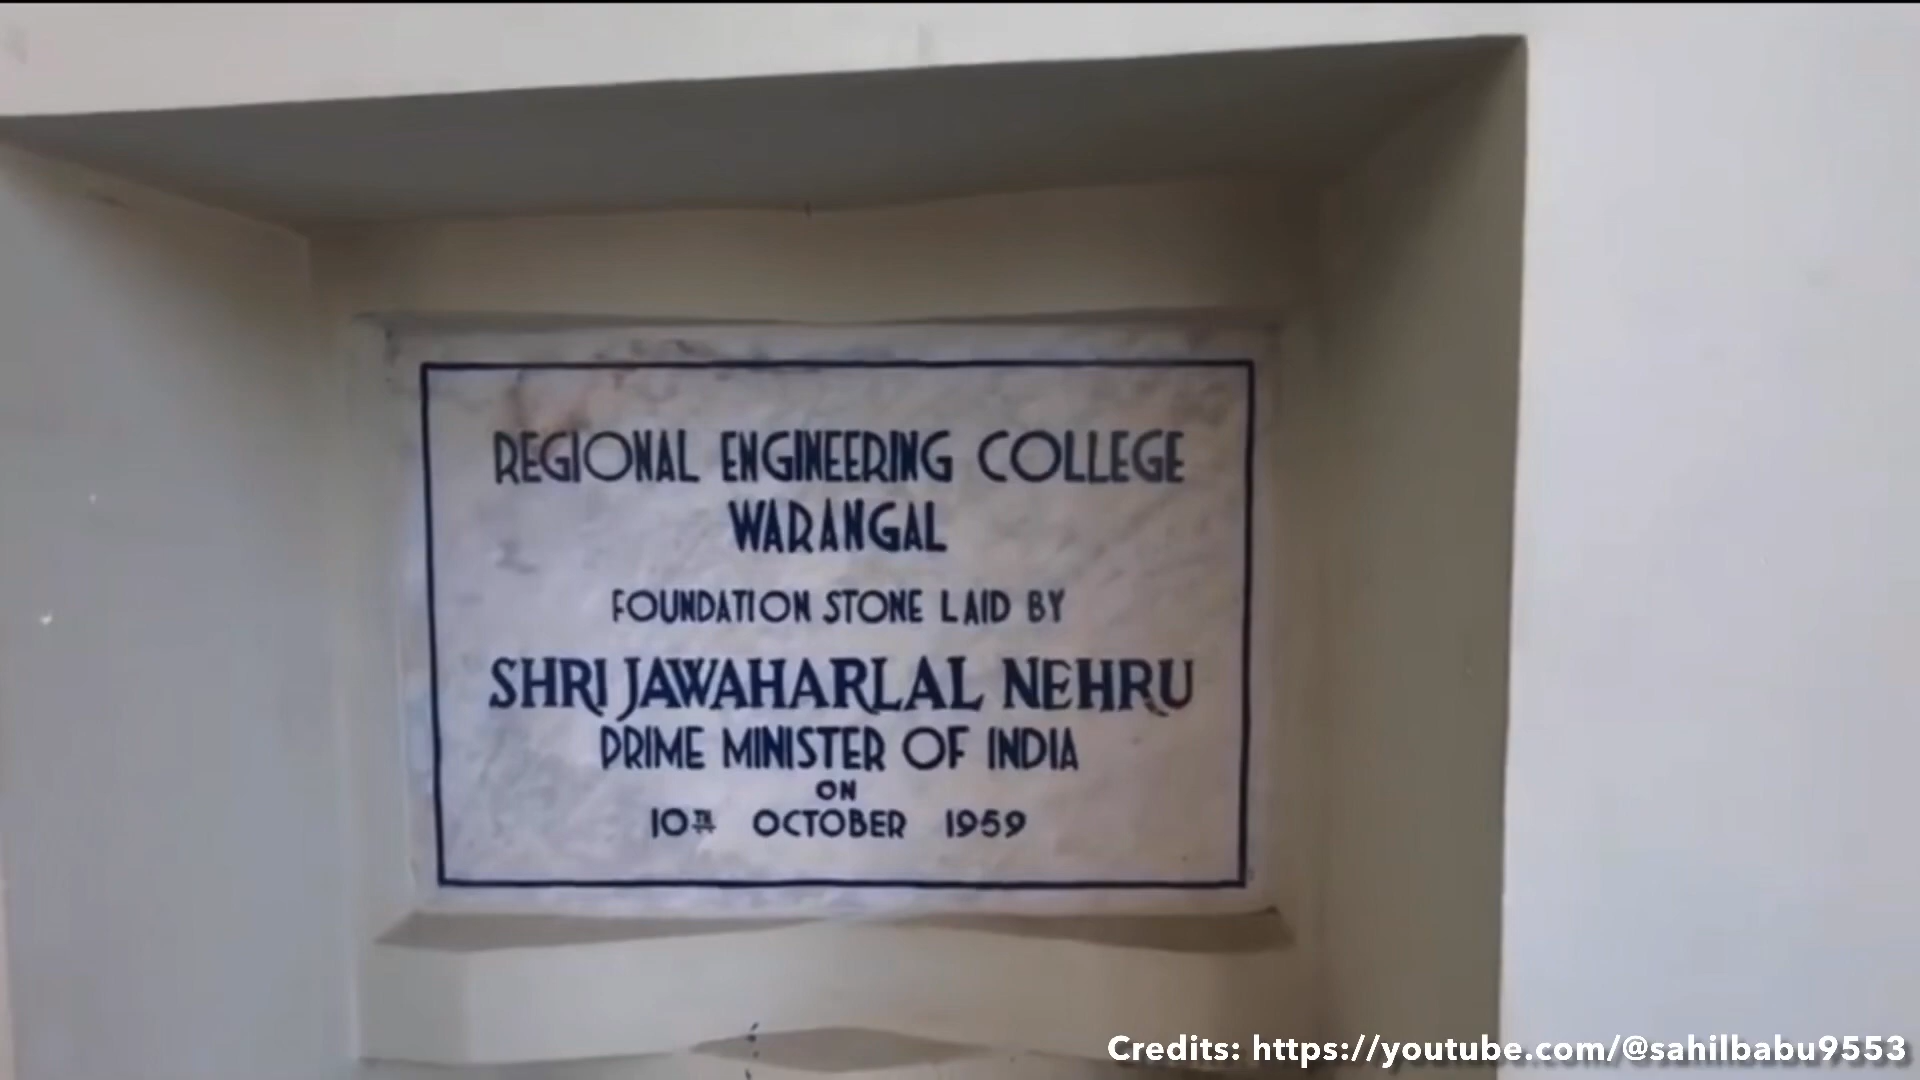 REGIONAL ENGINEERING COLLEGE
WARANGAL
FOUNDATION STONE LAID BY
SHRI JAWAHARLAL NEHRU
PRIME MINISTER OF INDIA
ON
10TH OCTOBER 1959
Credits: https://youtube.com/@sahilbabu9553